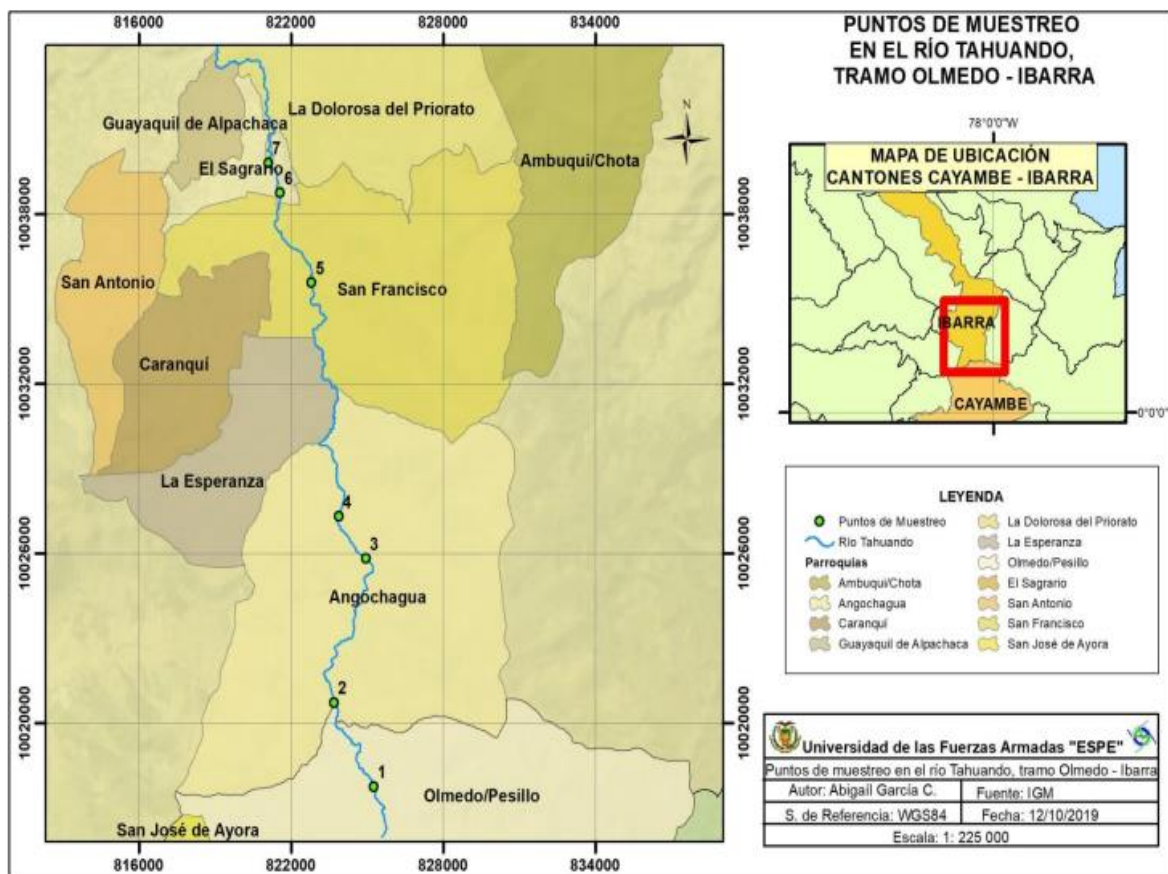 816000 822000 828000 834000
10038000
10032000
10026000
10020000
La Dolorosa del Priorato
Guayaquil de Alpachaca
Ambuqui/Chota
N
7
El Sagrario
6
San Antonio
5
San Francisco
Caranquí
La Esperanza
4
3
Angochagua
2
1
Olmedo/Pesillo
San José de Ayora
10038000
10032000
10026000
10020000
816000 822000 828000 834000
PUNTOS DE MUESTREO
EN EL RÍO TAHUANDO,
TRAMO OLMEDO - IBARRA
78°0'0"W
MAPA DE UBICACIÓN
CANTONES CAYAMBE - IBARRA
IBARRA
CAYAMBE
0°0'0"
LEYENDA
Puntos de Muestreo
Río Tahuando
Parroquias
Ambuqui/Chota
Angochagua
Caranquí
Guayaquil de Alpachaca
La Dolorosa del Priorato
La Esperanza
Olmedo/Pesillo
El Sagrario
San Antonio
San Francisco
San José de Ayora
Universidad de las Fuerzas Armadas "ESPE"
Puntos de muestreo en el río Tahuando, tramo Olmedo - Ibarra
Autor: Abigail García C. Fuente: IGM
S. de Referencia: WGS84 Fecha: 12/10/2019
Escala: 1: 225 000